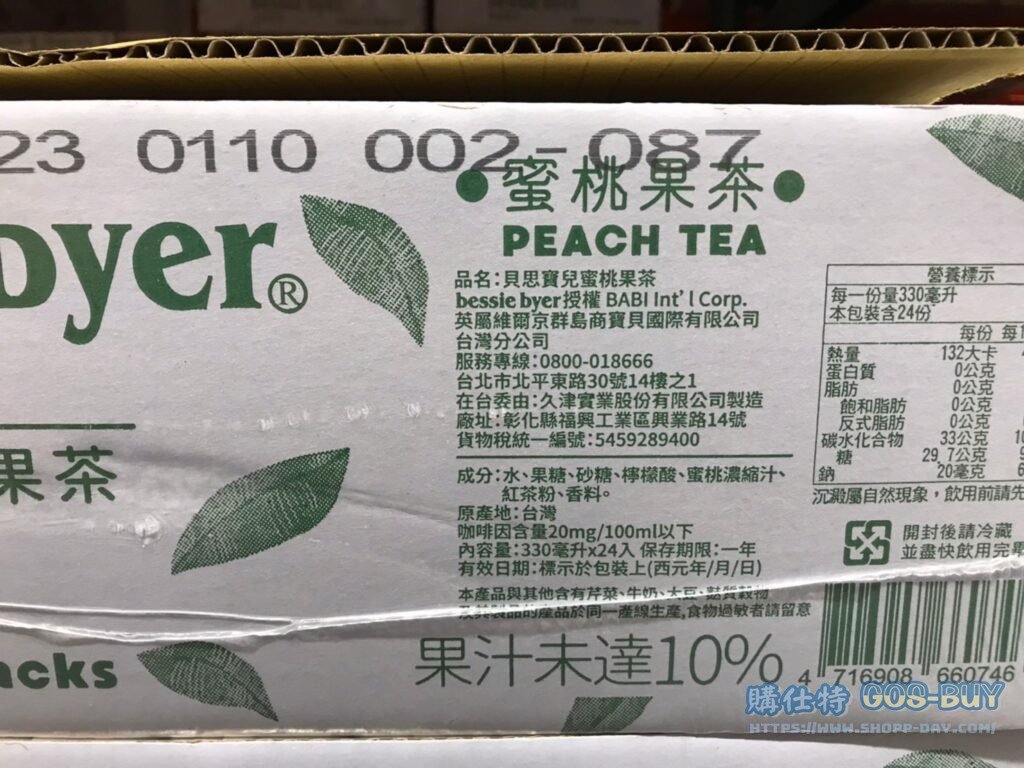 23 0110 002-087
byer®
果茶
acks
●蜜桃果茶●
PEACH TEA
品名:貝思寶兒蜜桃果茶
bessie byer授權 BABI Int'l Corp.
英屬維爾京群島商寶貝國際有限公司
台灣分公司
服務專線:0800-018666
台北市北平東路30號14樓之1
在台委由:久津實業股份有限公司製造
廠址:彰化縣福興工業區興業路14號
貨物稅統一編號:5459289400
成分:水、果糖、砂糖、檸檬酸、蜜桃濃縮汁、
紅茶粉、香料。
原產地:台灣
咖啡因含量20mg/100ml以下
內容量:330毫升x24入 保存期限:一年
有效日期:標示於包裝上(西元年/月/日)
本產品與其他含有芹菜、牛奶、大豆、麩質穀物
及其製品的產品於同一產線生產,食物過敏者請留意
果汁未達10%
營養標示
每一份量330毫升
本包裝含24份
每份 每1
熱量 132大卡
蛋白質 0公克
脂肪 0公克
飽和脂肪 0公克
反式脂肪 0公克
碳水化合物 33公克
糖 29.7公克
鈉 20毫克
沉澱屬自然現象,飲用前請先
開封後請冷藏
並盡快飲用完畢
4 716908 660746
購仕特 GOS-BUY
HTTPS://WWW.SHOPP-DAY.COM/